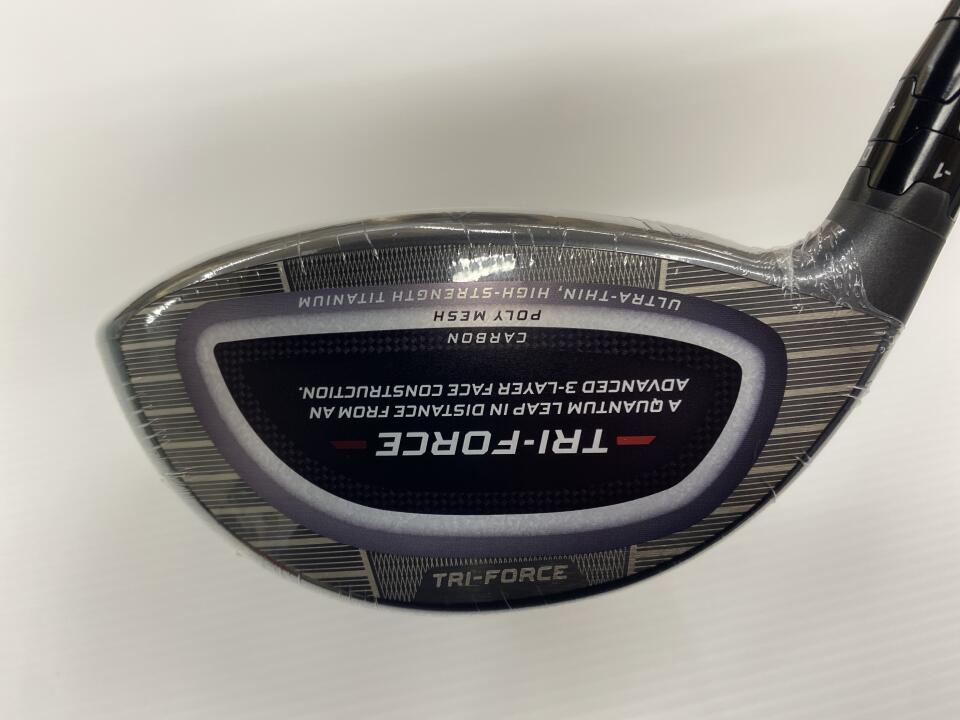 TRI-FORCE
A QUANTUM LEAP IN DISTANCE FROM AN
ADVANCED 3-LAYER FACE CONSTRUCTION.
CARBON
POLY MESH
ULTRA-THIN, HIGH-STRENGTH TITANIUM
TRI-FORCE
-1